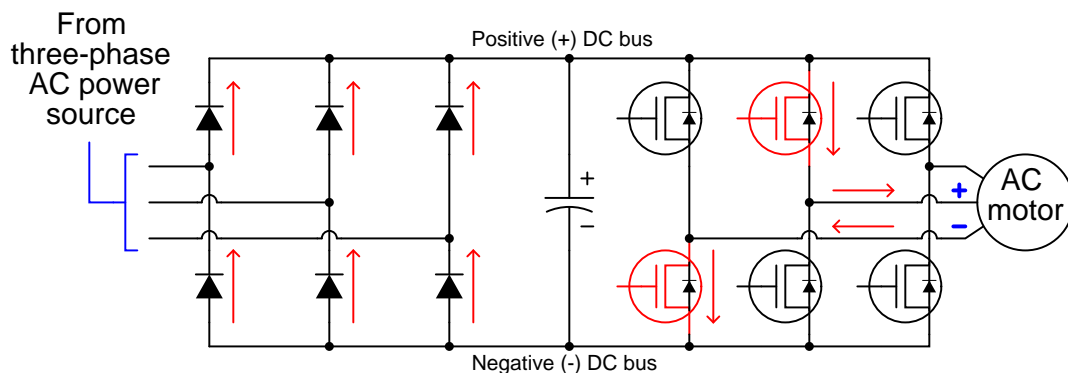 From
three-phase
AC power
source
Positive (+) DC bus
+
−
+
−
AC
motor
Negative (-) DC bus